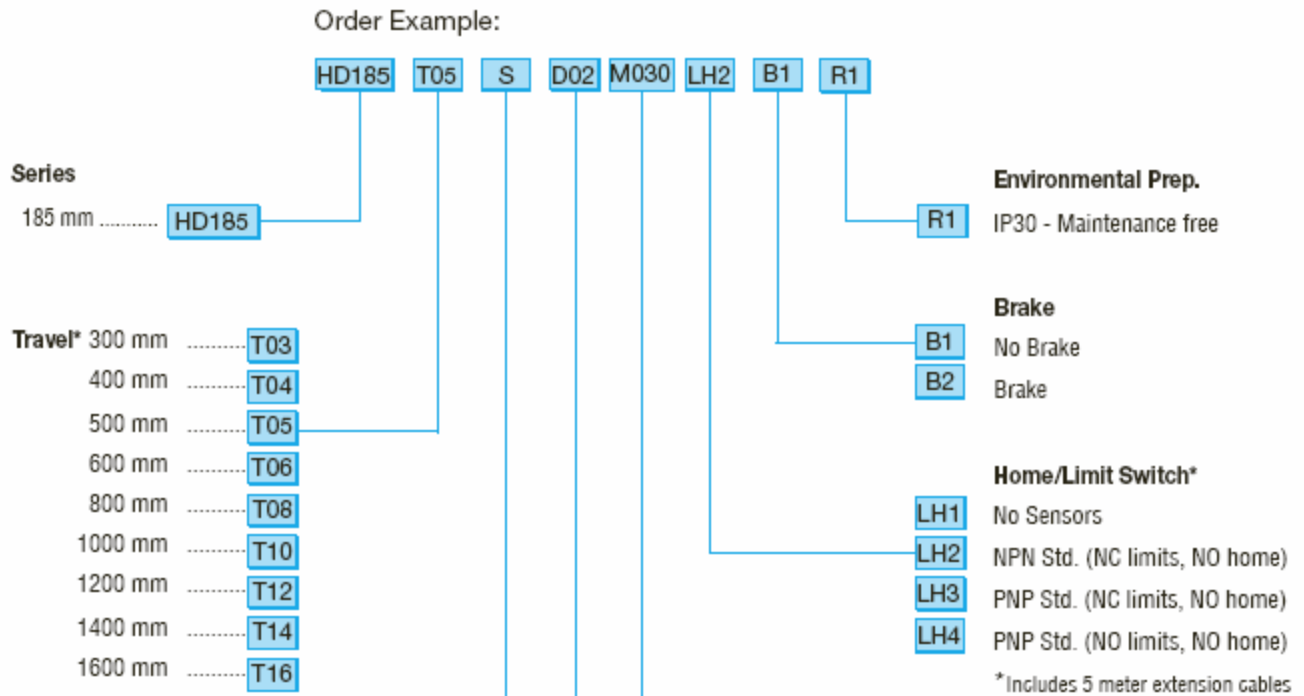 Order Example:
HD185 T05 S D02 M030 LH2 B1 R1
Series
185 mm ........... HD185
Travel* 300 mm .......... T03
400 mm .......... T04
500 mm .......... T05
600 mm .......... T06
800 mm .......... T08
1000 mm .......... T10
1200 mm .......... T12
1400 mm .......... T14
1600 mm .......... T16
Environmental Prep.
R1 IP30 - Maintenance free
Brake
B1 No Brake
B2 Brake
Home/Limit Switch*
LH1 No Sensors
LH2 NPN Std. (NC limits, NO home)
LH3 PNP Std. (NC limits, NO home)
LH4 PNP Std. (NO limits, NO home)
*Includes 5 meter extension cables